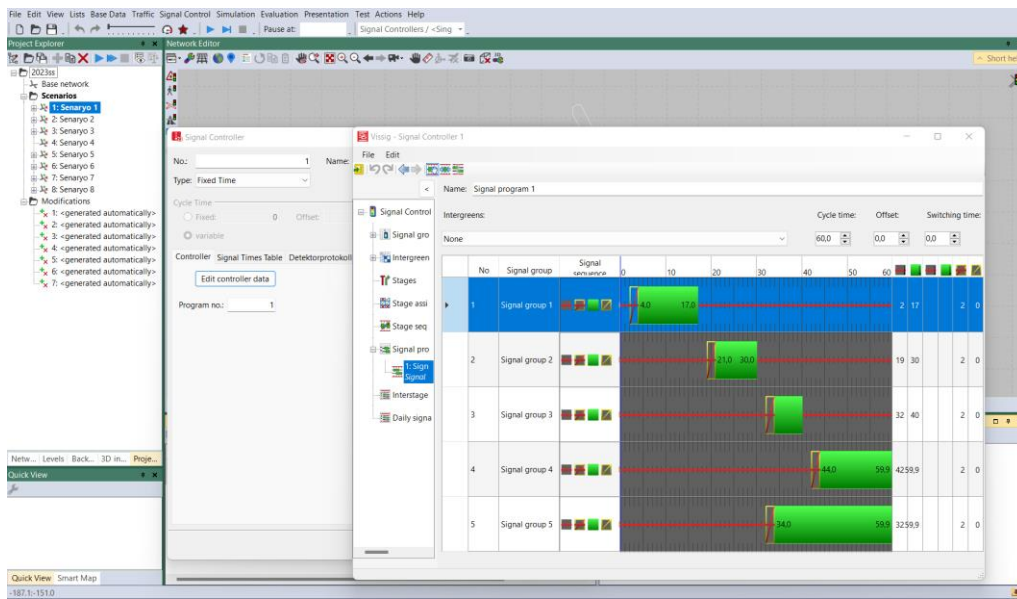 File Edit View Lists Base Data Traffic Signal Control Simulation Evaluation Presentation Test Actions Help
Pause at: Signal Controllers / <Sing
Project Explorer
Network Editor
Short he
2023ss
Base network
Scenarios
1: Senaryo 1
2: Senaryo 2
3: Senaryo 3
4: Senaryo 4
5: Senaryo 5
6: Senaryo 6
7: Senaryo 7
8: Senaryo 8
Modifications
1: <generated automatically>
2: <generated automatically>
3: <generated automatically>
4: <generated automatically>
5: <generated automatically>
6: <generated automatically>
7: <generated automatically>
Netw... Levels Back... 3D in... Proje...
Quick View
Quick View Smart Map
-187.1:-151.0
Signal Controller
No.: 1 Name:
Type: Fixed Time
Cycle Time
Fixed: 0 Offset:
variable
Controller Signal Times Table Detektorprotokoll
Edit controller data
Program no.: 1
Vissig - Signal Controller 1
File Edit
<
Signal Control
Signal gro
Intergreen
Stages
Stage assi
Stage seq
Signal pro
1: Sign
Signal
Interstage
Daily signa
Name: Signal program 1
Intergreens: Cycle time: Offset: Switching time:
None 60,0 0,0 0,0
No Signal group Signal sequence 0 10 20 30 40 50 60
1 Signal group 1 4,0 17,0 2 17 2 0
2 Signal group 2 21,0 30,0 19 30 2 0
3 Signal group 3 32 40 2 0
4 Signal group 4 44,0 59,9 42 59,9 2 0
5 Signal group 5 34,0 59,9 32 59,9 2 0